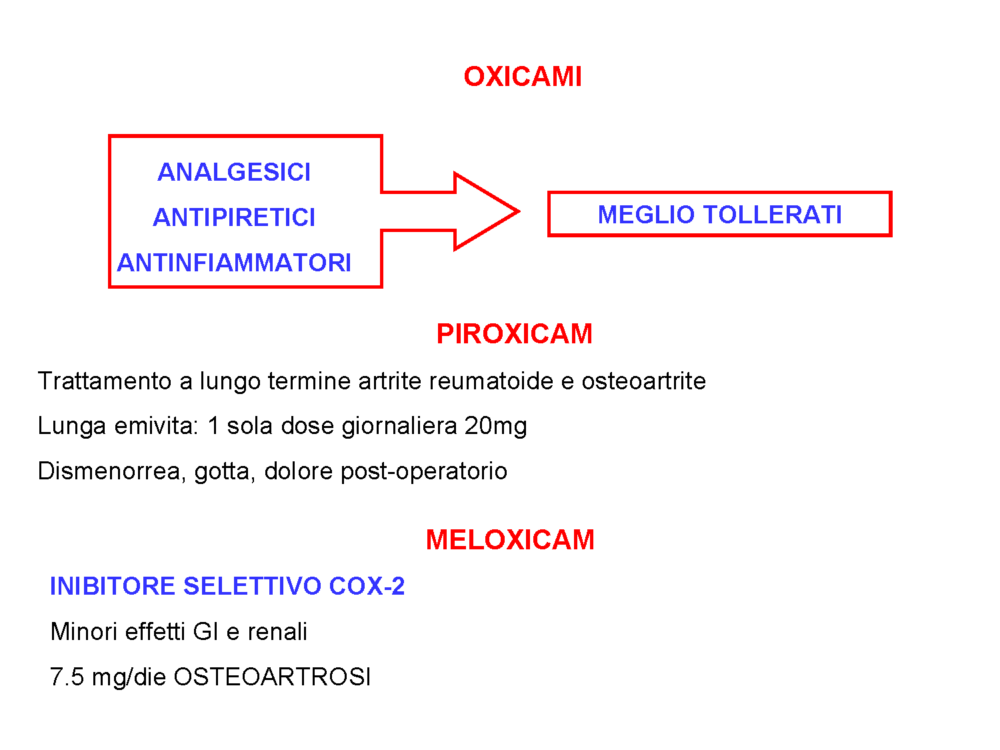 OXICAMI
ANALGESICI
ANTIPIRETICI
ANTINFIAMMATORI
MEGLIO TOLLERATI
PIROXICAM
Trattamento a lungo termine artrite reumatoide e osteoartrite
Lunga emivita: 1 sola dose giornaliera 20mg
Dismenorrea, gotta, dolore post-operatorio
MELOXICAM
INIBITORE SELETTIVO COX-2
Minori effetti GI e renali
7.5 mg/die OSTEOARTROSI